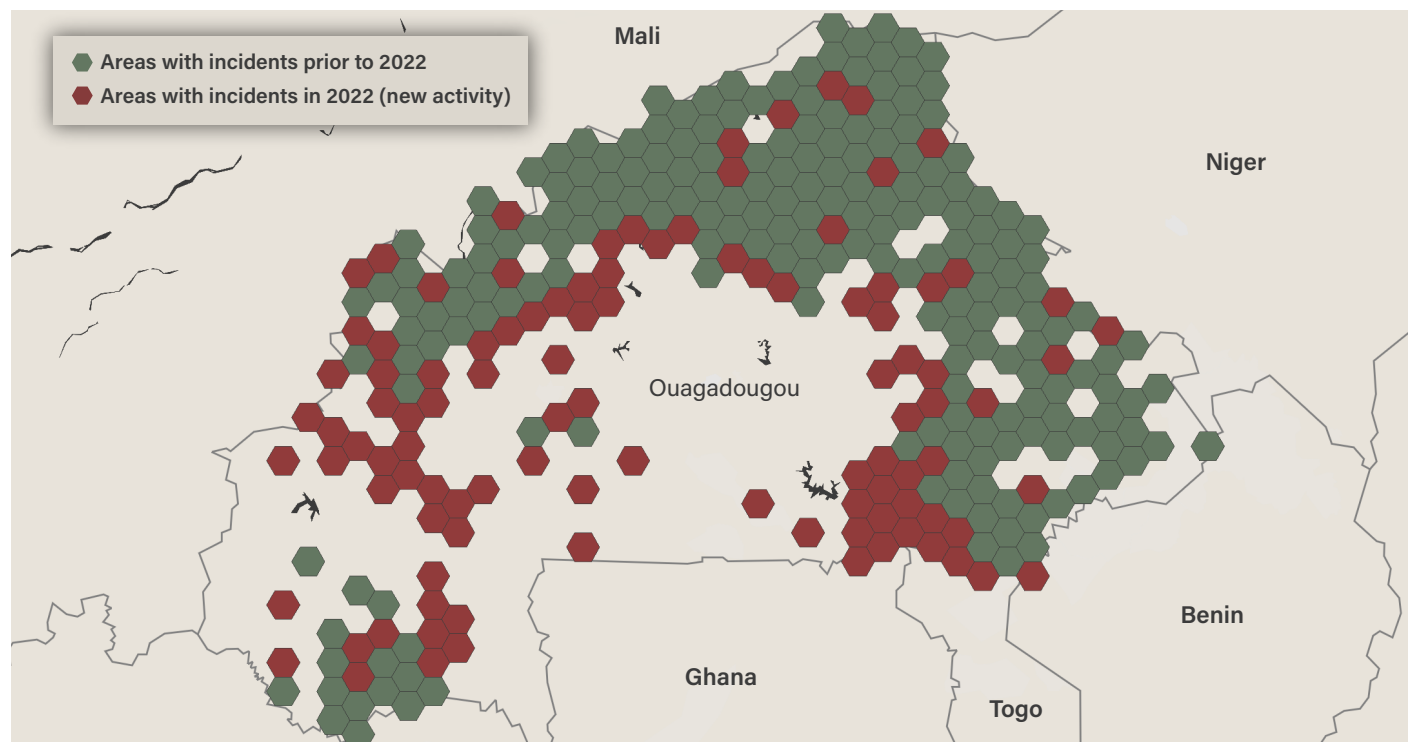 Mali
Areas with incidents prior to 2022
Areas with incidents in 2022 (new activity)
Niger
Ouagadougou
Benin
Ghana
Togo